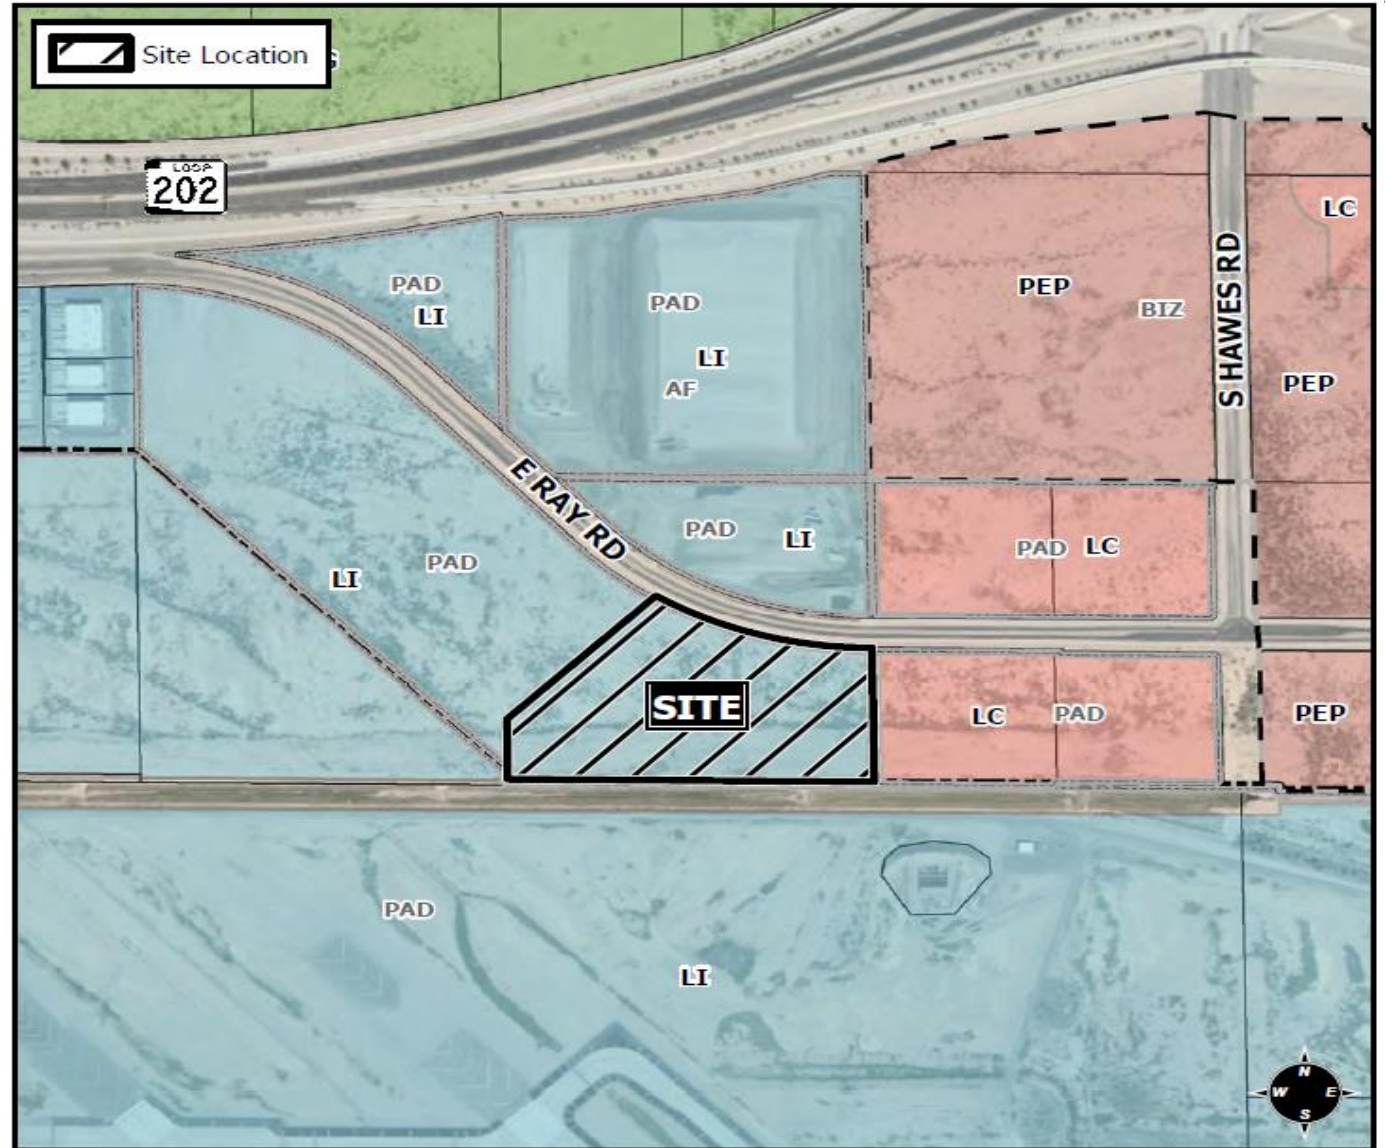 Site Location
LOOP
202
LC
PAD
LI
PAD
LI
AF
PEP
BIZ
S HAWES RD
PEP
E RAY RD
PAD
LI
PAD
LC
LI
PAD
SITE
LC
PAD
PEP
PAD
LI
N
W
E
S